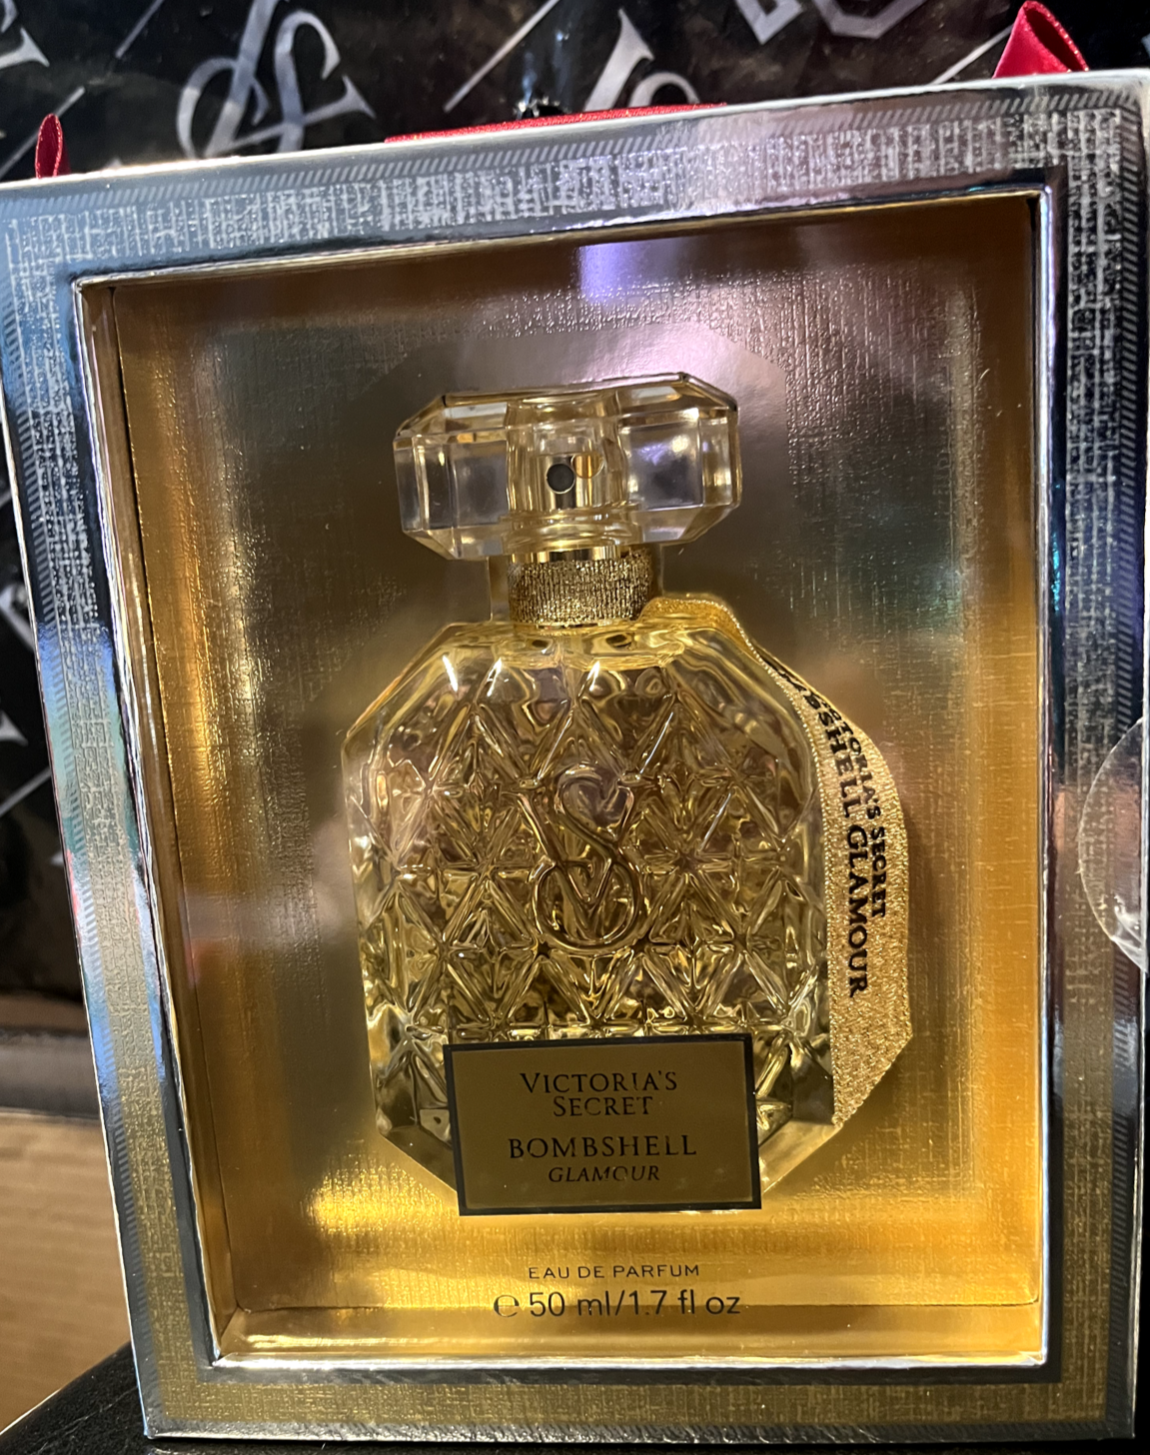 VICTORIA'S SECRET
BOMBSHELL GLAMOUR
VICTORIA'S
SECRET
BOMBSHELL
GLAMOUR
EAU DE PARFUM
℮ 50 ml/1.7 fl oz